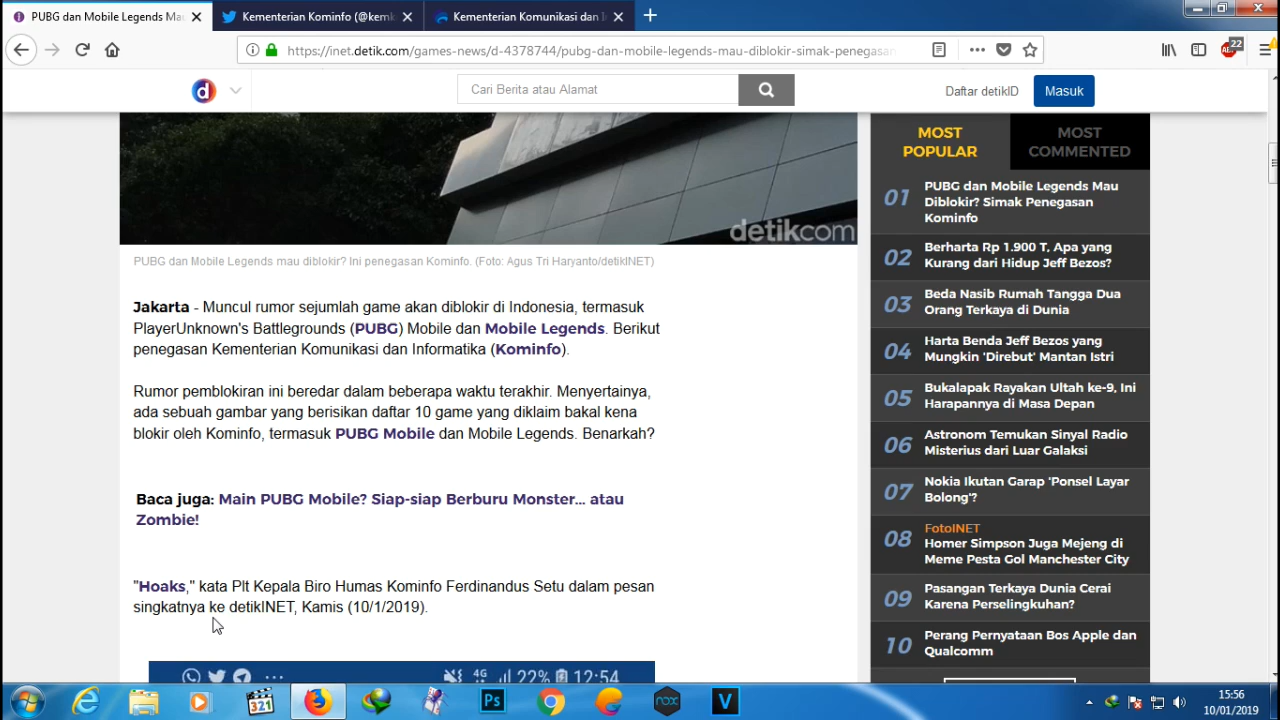 PUBG dan Mobile Legends Ma
Kementerian Kominfo (@kem
Kementerian Komunikasi dan I
https://inet.detik.com/games-news/d-4378744/pubg-dan-mobile-legends-mau-diblokir-simak-penegasa
22
d
Cari Berita atau Alamat
Daftar detikID
Masuk
detikcom
PUBG dan Mobile Legends mau diblokir? Ini penegasan Kominfo. (Foto: Agus Tri Haryanto/detikINET)
Jakarta - Muncul rumor sejumlah game akan diblokir di Indonesia, termasuk
PlayerUnknown's Battlegrounds (PUBG) Mobile dan Mobile Legends. Berikut
penegasan Kementerian Komunikasi dan Informatika (Kominfo).
Rumor pemblokiran ini beredar dalam beberapa waktu terakhir. Menyertainya,
ada sebuah gambar yang berisikan daftar 10 game yang diklaim bakal kena
blokir oleh Kominfo, termasuk PUBG Mobile dan Mobile Legends. Benarkah?
Baca juga: Main PUBG Mobile? Siap-siap Berburu Monster... atau
Zombie!
"Hoaks," kata Plt Kepala Biro Humas Kominfo Ferdinandus Setu dalam pesan
singkatnya ke detikINET, Kamis (10/1/2019).
4G 22% 12:54
MOST
POPULAR
MOST
COMMENTED
01 PUBG dan Mobile Legends Mau
Diblokir? Simak Penegasan
Kominfo
02 Berharta Rp 1.900 T, Apa yang
Kurang dari Hidup Jeff Bezos?
03 Beda Nasib Rumah Tangga Dua
Orang Terkaya di Dunia
04 Harta Benda Jeff Bezos yang
Mungkin 'Direbut' Mantan Istri
05 Bukalapak Rayakan Ultah ke-9, Ini
Harapannya di Masa Depan
06 Astronom Temukan Sinyal Radio
Misterius dari Luar Galaksi
07 Nokia Ikutan Garap 'Ponsel Layar
Bolong'?
08 FotoINET
Homer Simpson Juga Mejeng di
Meme Pesta Gol Manchester City
09 Pasangan Terkaya Dunia Cerai
Karena Perselingkuhan?
10 Perang Pernyataan Bos Apple dan
Qualcomm
321
Ps
nox
V
15:56
10/01/2019